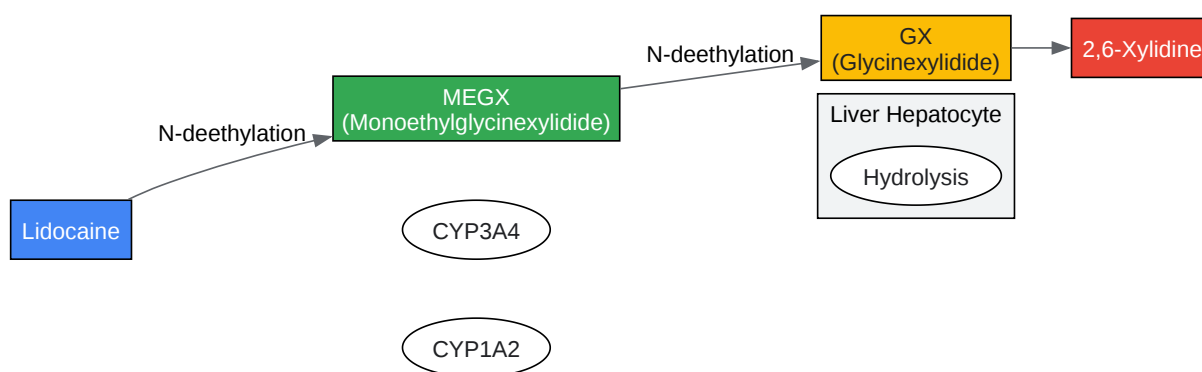 GX
(Glycinexylidide)
2,6-Xylidine
N-deethylation
MEGX
(Monoethylglycinexylidide)
Liver Hepatocyte
N-deethylation
Hydrolysis
Lidocaine
CYP3A4
CYP1A2